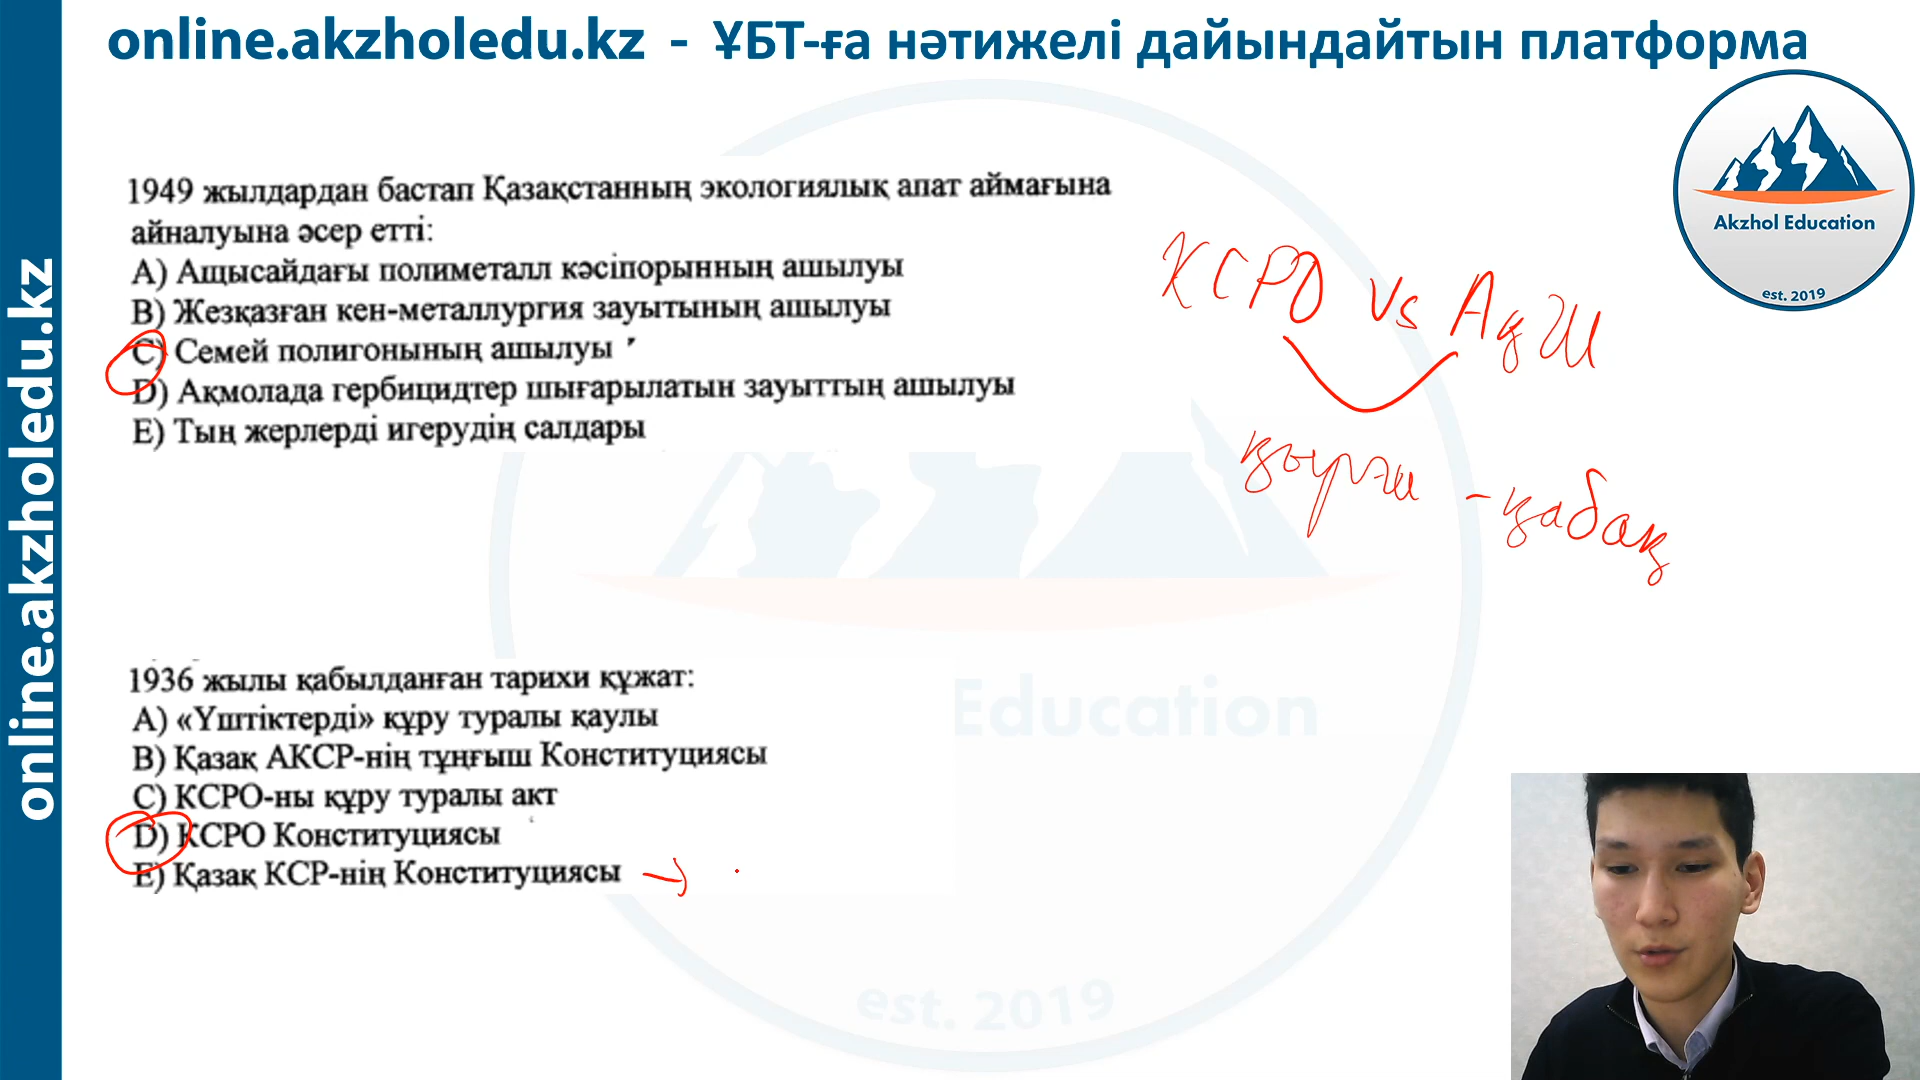 online.akzholedu.kz - ҰБТ-ға нәтижелі дайындайтын платформа
Akzhol Education
est. 2019
online.akzholedu.kz
1949 жылдардан бастап Қазақстанның экологиялық апат аймағына
айналуына әсер етті:
A) Ащысайдағы полиметалл кәсіпорынның ашылуы
B) Жезқазған кен-металлургия зауытының ашылуы
C) Семей полигонының ашылуы
D) Ақмолада гербицидтер шығарылатын зауыттың ашылуы
E) Тың жерлерді игерудің салдары
КСРО vs АҚШ
қырғи - қабақ
1936 жылы қабылданған тарихи құжат:
A) «Үштіктерді» құру туралы қаулы
B) Қазақ АКСР-нің тұңғыш Конституциясы
C) КСРО-ны құру туралы акт
D) КСРО Конституциясы
E) Қазақ КСР-нің Конституциясы →
Education
est. 2019